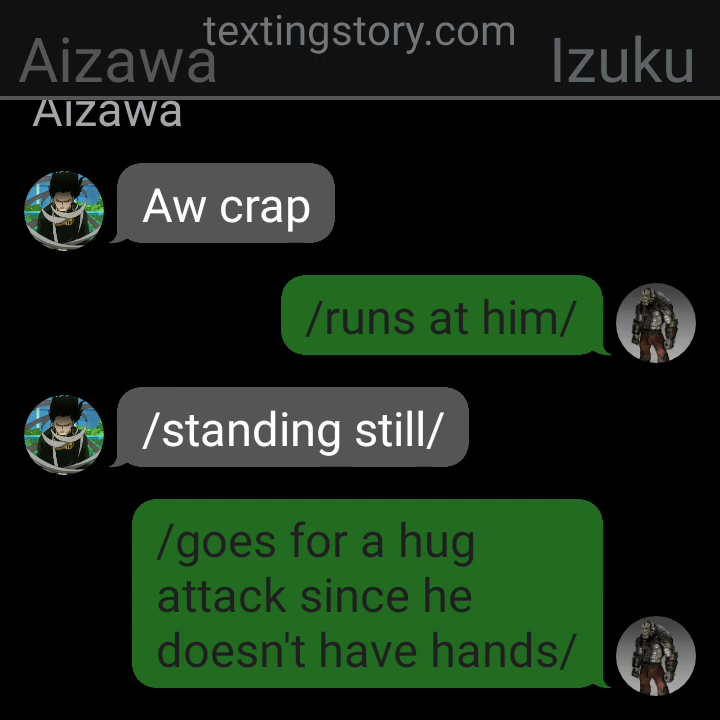 textingstory.com
Aizawa
Izuku
Aizawa
Aw crap
/runs at him/
/standing still/
/goes for a hug
attack since he
doesn't have hands/